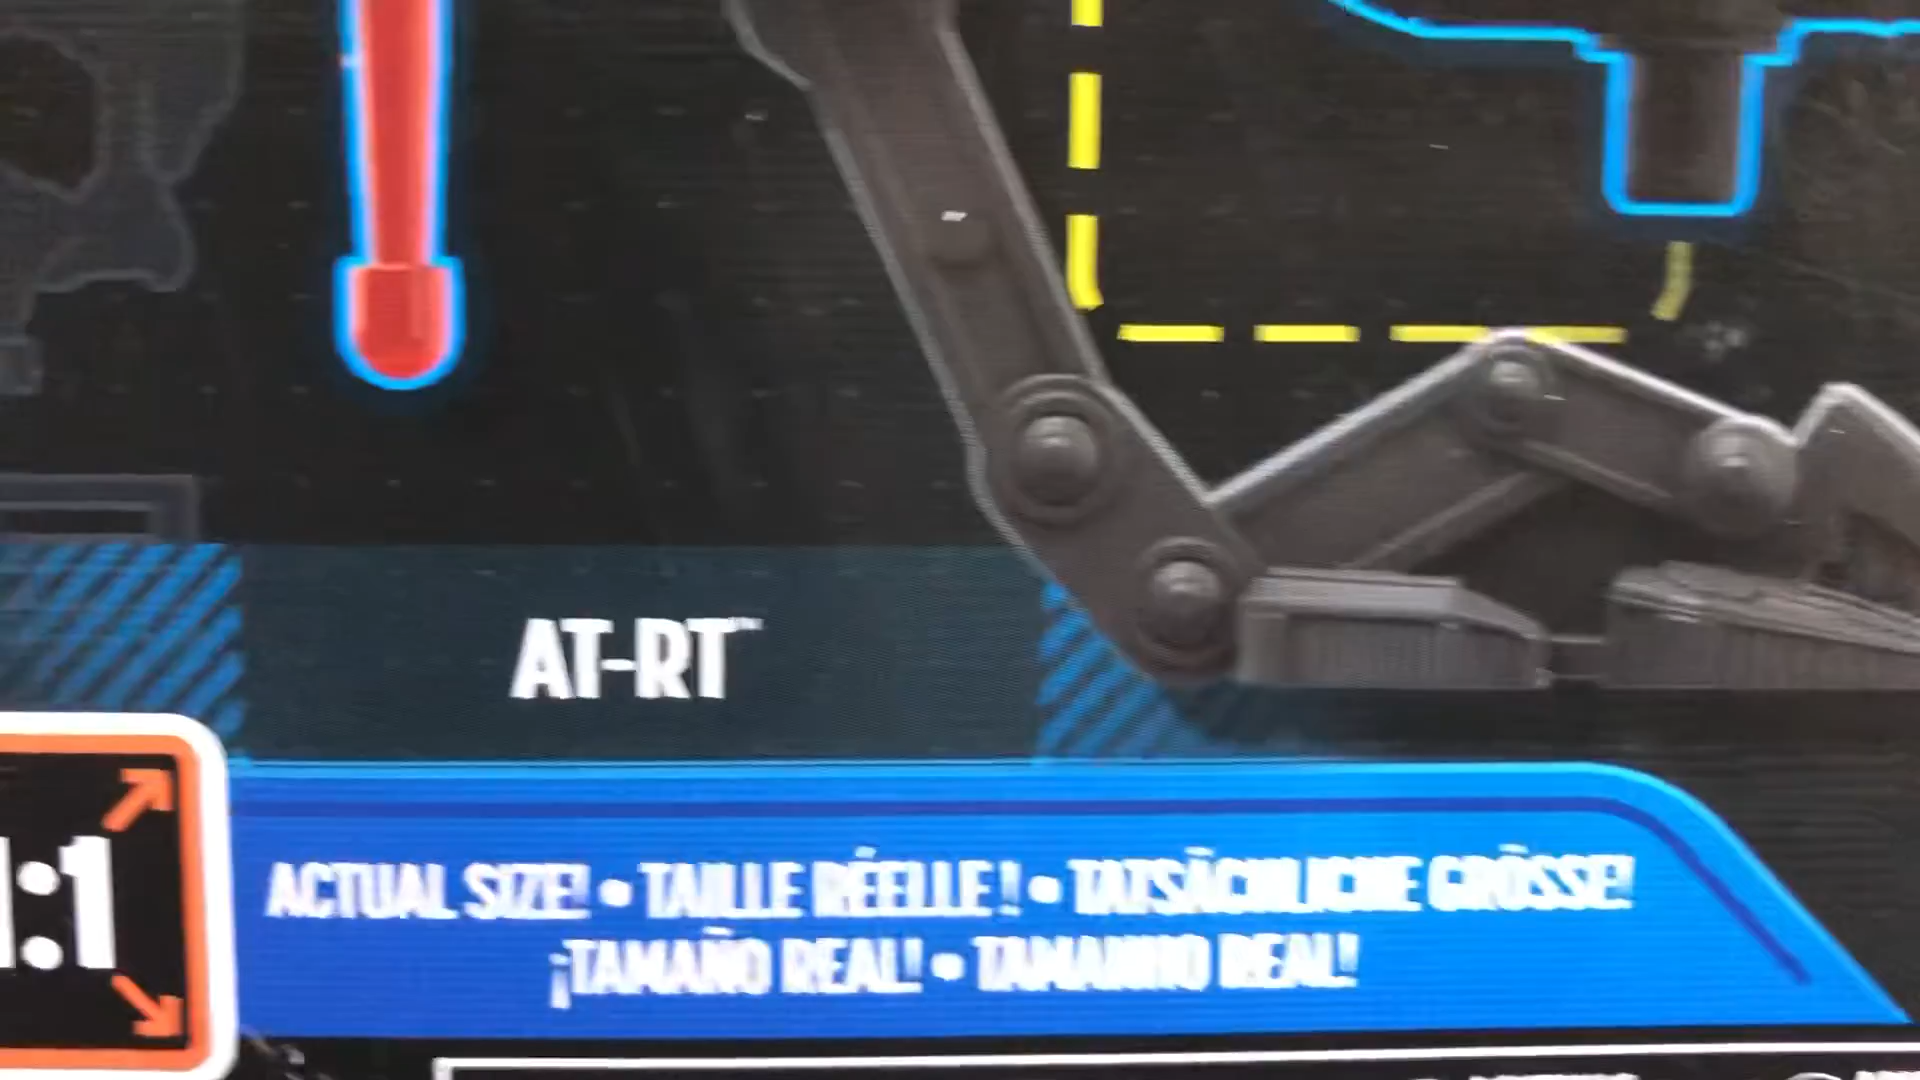 AT-RT™
1:1
ACTUAL SIZE! • TAILLE RÉELLE ! • TATSÄCHLICHE GRÖSSE!
¡TAMAÑO REAL! • TAMANHO REAL!